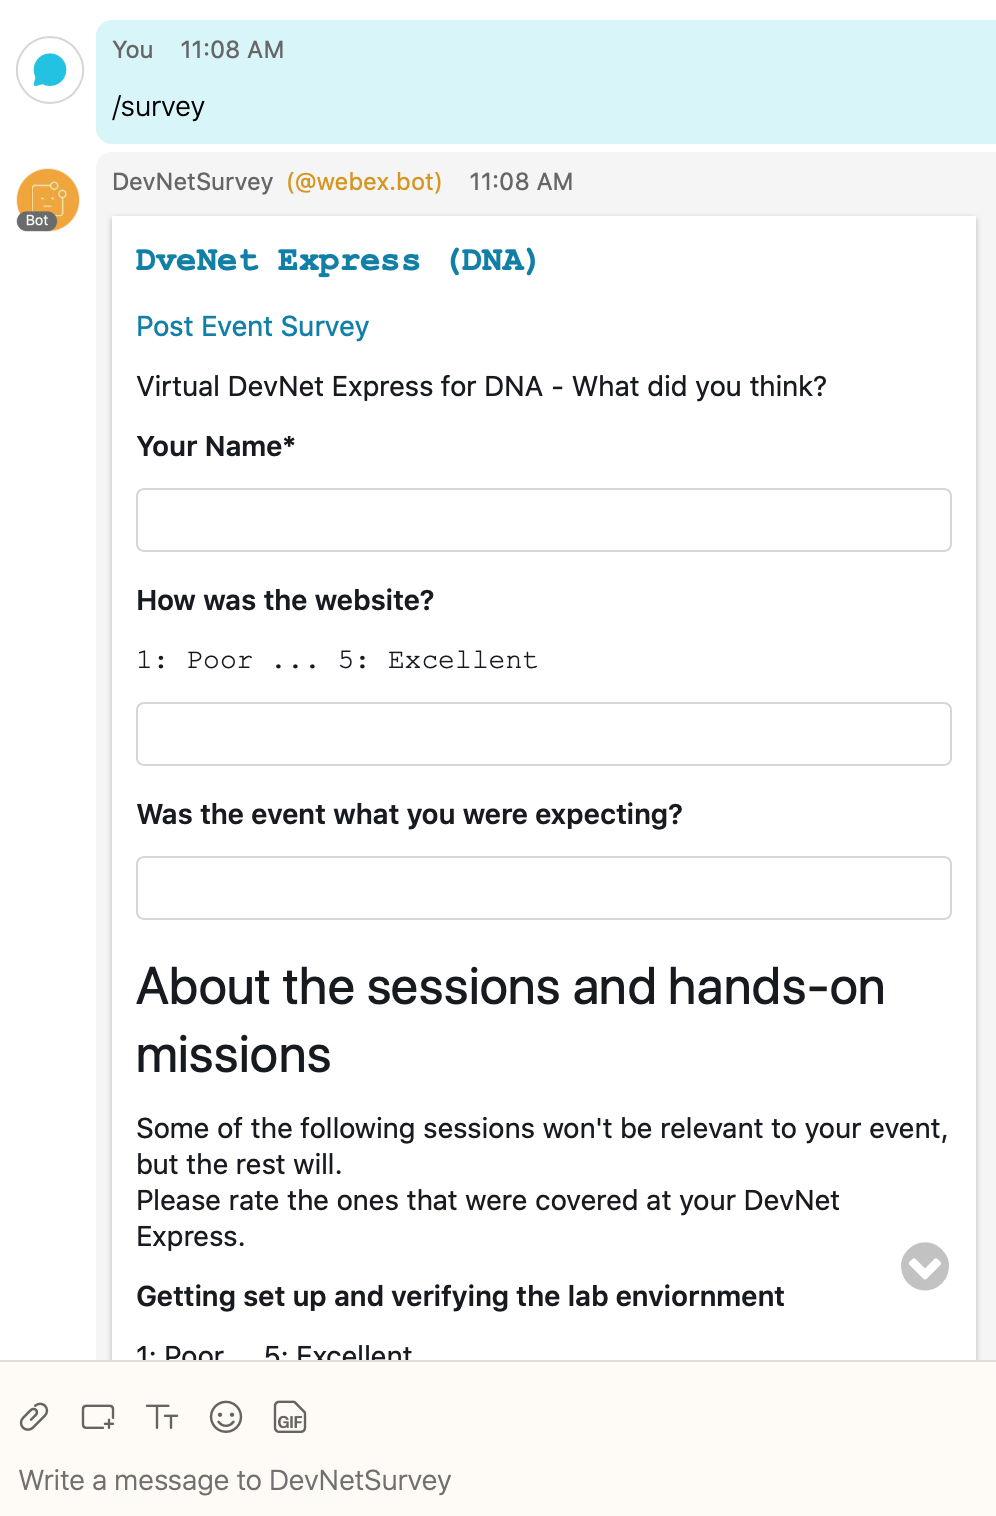 You 11:08 AM
/survey
DevNetSurvey (@webex.bot) 11:08 AM
Bot
DveNet Express (DNA)
Post Event Survey
Virtual DevNet Express for DNA - What did you think?
Your Name*
How was the website?
1: Poor ... 5: Excellent
Was the event what you were expecting?
About the sessions and hands-on
missions
Some of the following sessions won't be relevant to your event,
but the rest will.
Please rate the ones that were covered at your DevNet
Express.
Getting set up and verifying the lab enviornment
1: Poor ... 5: Excellent
GIF
Write a message to DevNetSurvey